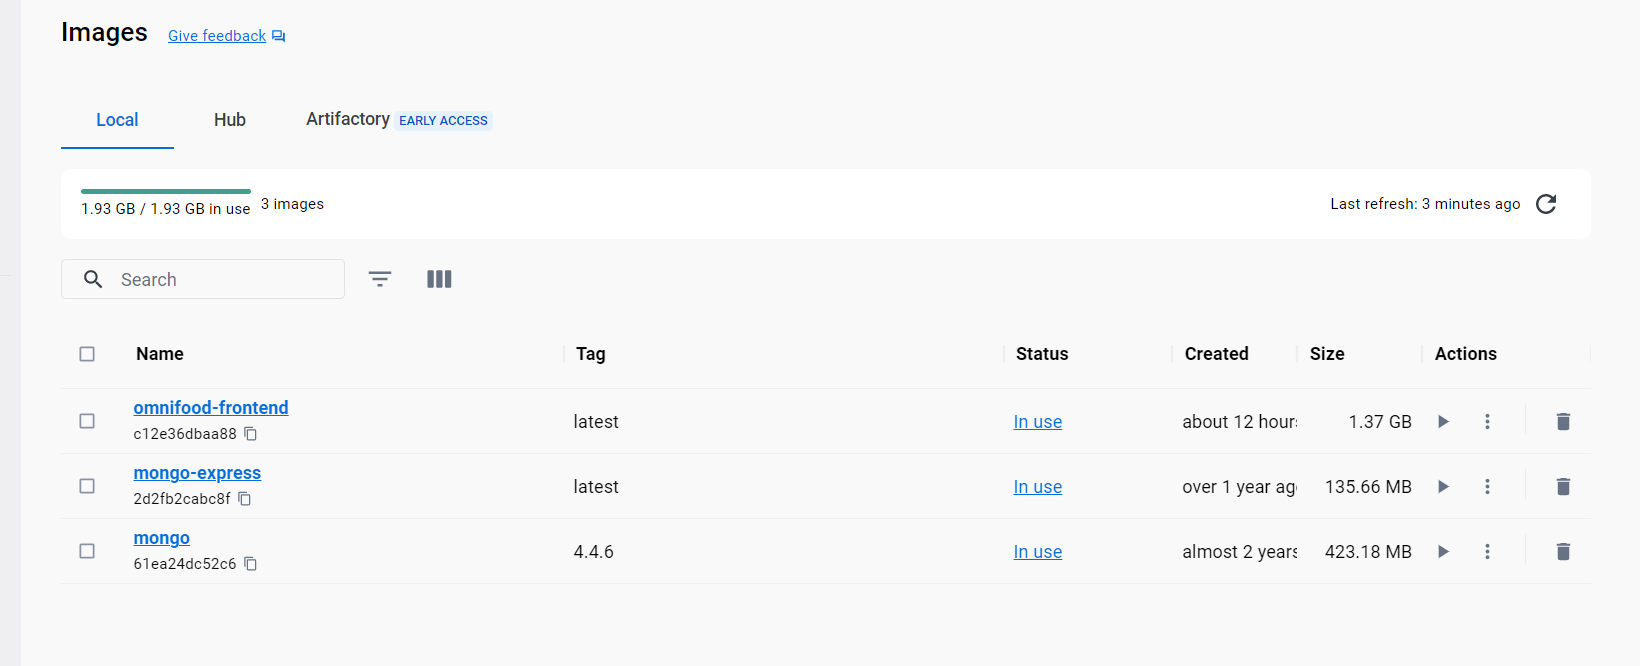 Images Give feedback
Local Hub Artifactory EARLY ACCESS
1.93 GB / 1.93 GB in use 3 images Last refresh: 3 minutes ago
Search
Name Tag Status Created Size Actions
omnifood-frontend
c12e36dbaa88 latest In use about 12 hour 1.37 GB
mongo-express
2d2fb2cabc8f latest In use over 1 year ag 135.66 MB
mongo
61ea24dc52c6 4.4.6 In use almost 2 years 423.18 MB